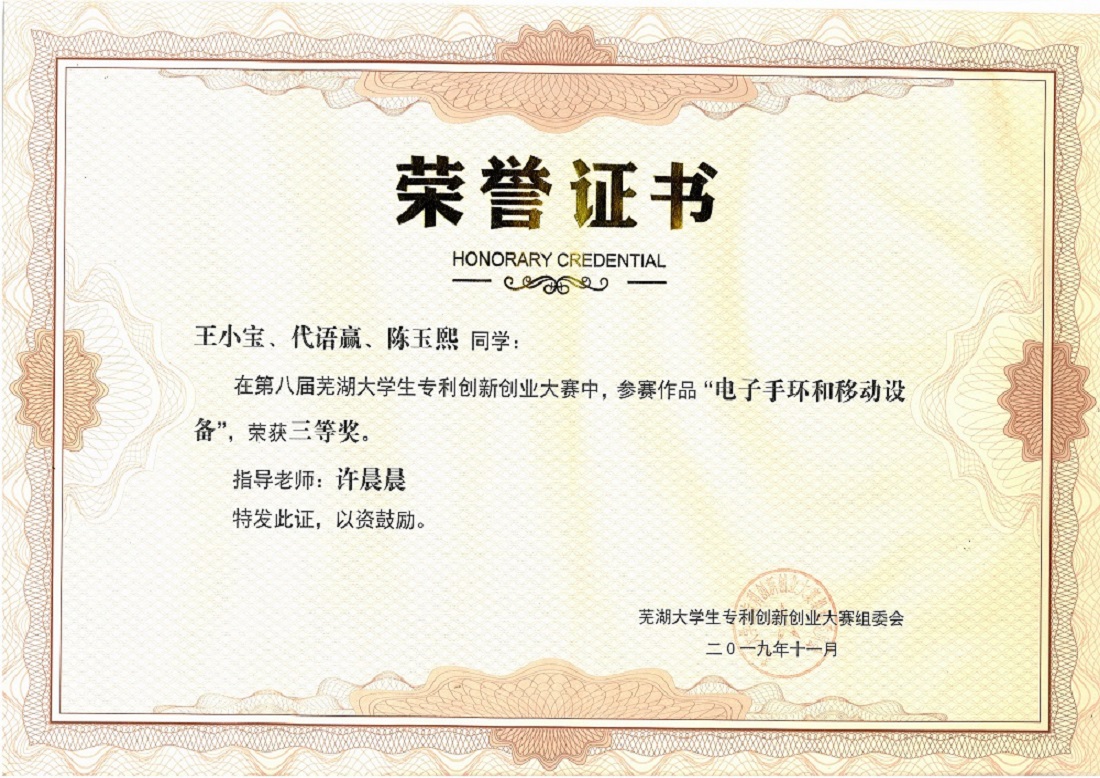 荣誉证书
HONORARY CREDENTIAL
王小宝、代语赢、陈玉熙 同学：
在第八届芜湖大学生专利创新创业大赛中，参赛作品“电子手环和移动设
备”，荣获三等奖。
指导老师：许晨晨
特发此证，以资鼓励。
芜湖大学生专利创新创业大赛组委会
二０一九年十一月